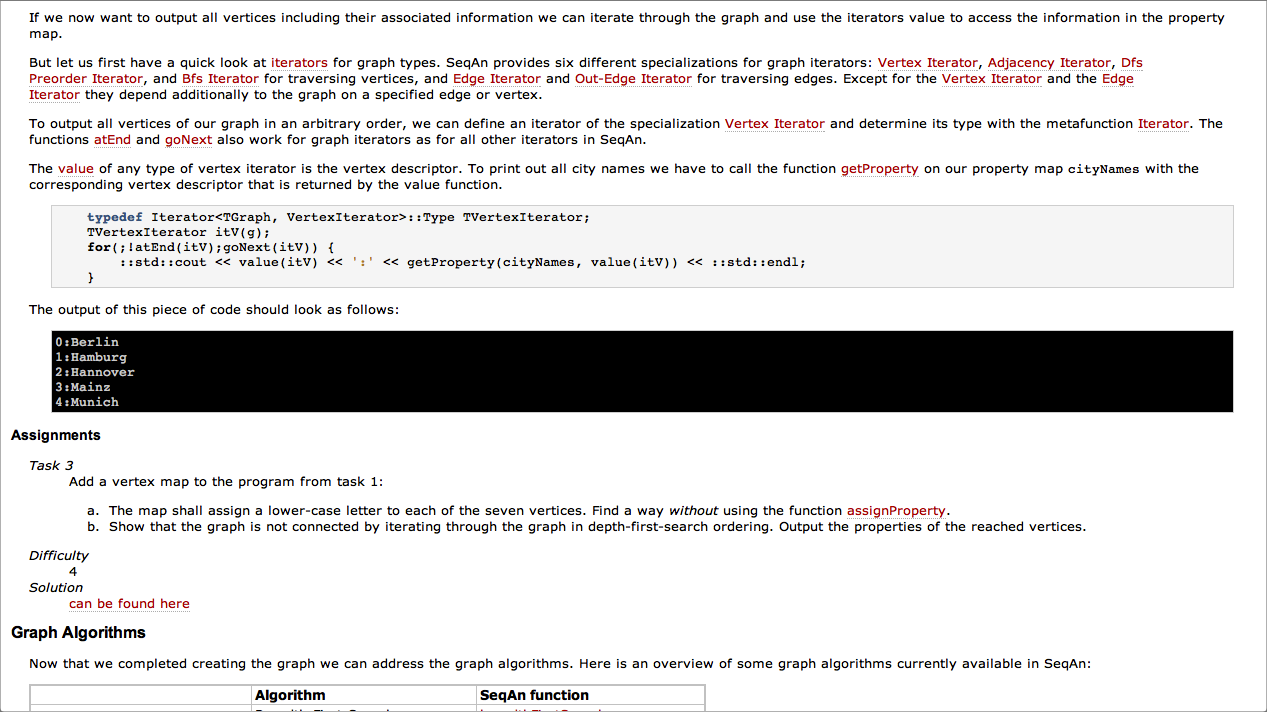 If we now want to output all vertices including their associated information we can iterate through the graph and use the iterators value to access the information in the property
map.
But let us first have a quick look at iterators for graph types. SeqAn provides six different specializations for graph iterators: Vertex Iterator, Adjacency Iterator, Dfs
Preorder Iterator, and Bfs Iterator for traversing vertices, and Edge Iterator and Out-Edge Iterator for traversing edges. Except for the Vertex Iterator and the Edge
Iterator they depend additionally to the graph on a specified edge or vertex.
To output all vertices of our graph in an arbitrary order, we can define an iterator of the specialization Vertex Iterator and determine its type with the metafunction Iterator. The
functions atEnd and goNext also work for graph iterators as for all other iterators in SeqAn.
The value of any type of vertex iterator is the vertex descriptor. To print out all city names we have to call the function getProperty on our property map cityNames with the
corresponding vertex descriptor that is returned by the value function.
typedef Iterator<TGraph, VertexIterator>::Type TVertexIterator;
TVertexIterator itV(g);
for(;!atEnd(itV);goNext(itV)) {
::std::cout << value(itV) << ':' << getProperty(cityNames, value(itV)) << ::std::endl;
}
The output of this piece of code should look as follows:
0:Berlin
1:Hamburg
2:Hannover
3:Mainz
4:Munich
Assignments
Task 3
Add a vertex map to the program from task 1:
a. The map shall assign a lower-case letter to each of the seven vertices. Find a way without using the function assignProperty.
b. Show that the graph is not connected by iterating through the graph in depth-first-search ordering. Output the properties of the reached vertices.
Difficulty
4
Solution
can be found here
Graph Algorithms
Now that we completed creating the graph we can address the graph algorithms. Here is an overview of some graph algorithms currently available in SeqAn:
Algorithm SeqAn function